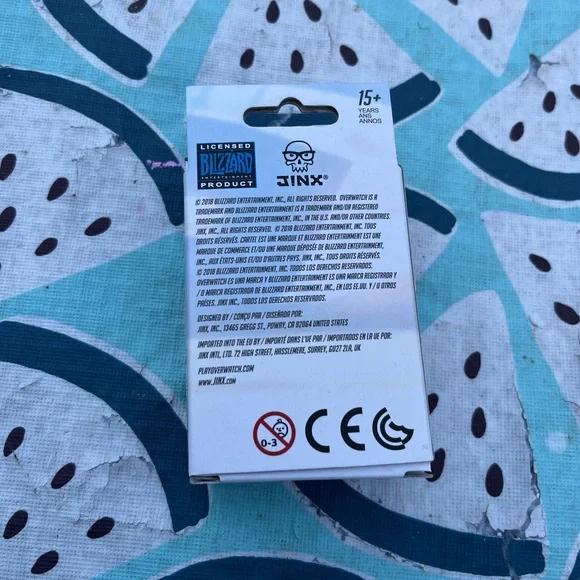 15+
YEARS
ANS
ANNOS
LICENSED
BLIZZARD
ENTERTAINMENT
PRODUCT
J!NX®
© 2018 BLIZZARD ENTERTAINMENT, INC., ALL RIGHTS RESERVED. OVERWATCH IS A
TRADEMARK AND BLIZZARD ENTERTAINMENT IS A TRADEMARK AND/OR REGISTERED
TRADEMARK OF BLIZZARD ENTERTAINMENT, INC., IN THE U.S. AND/OR OTHER COUNTRIES.
JINX, INC., ALL RIGHTS RESERVED. © 2018 BLIZZARD ENTERTAINMENT, INC. TOUS
DROITS RÉSERVÉS. CARTEL EST UNE MARQUE ET BLIZZARD ENTERTAINMENT EST UNE
MARQUE DE COMMERCE ET/OU UNE MARQUE DÉPOSÉE DE BLIZZARD ENTERTAINMENT,
INC., AUX ÉTATS-UNIS ET/OU D'AUTRES PAYS. JINX, INC., TOUS DROITS RÉSERVÉS.
© 2018 BLIZZARD ENTERTAINMENT, INC. TODOS LOS DERECHOS RESERVADOS.
OVERWATCH ES UNA MARCA Y BLIZZARD ENTERTAINMENT ES UNA MARCA REGISTRADA Y
/ O MARCA REGISTRADA DE BLIZZARD ENTERTAINMENT, INC., EN LOS EE.UU. Y / O OTROS
PAÍSES. JINX, INC., TODOS LOS DERECHOS RESERVADOS.
DESIGNED BY / CONÇU PAR / DISEÑADA POR:
JINX, INC., 13465 GREGG ST., POWAY, CA 92064 UNITED STATES
IMPORTED INTO THE EU BY / IMPORTÉ DANS L'UE PAR / IMPORTADO EN LA UE POR:
JINX INTL, LTD. 72 HIGH STREET, HASSLEMERE, SURREY, GU27 2LA, UK
PLAYOVERWATCH.COM
WWW.JINX.COM
0-3
CE